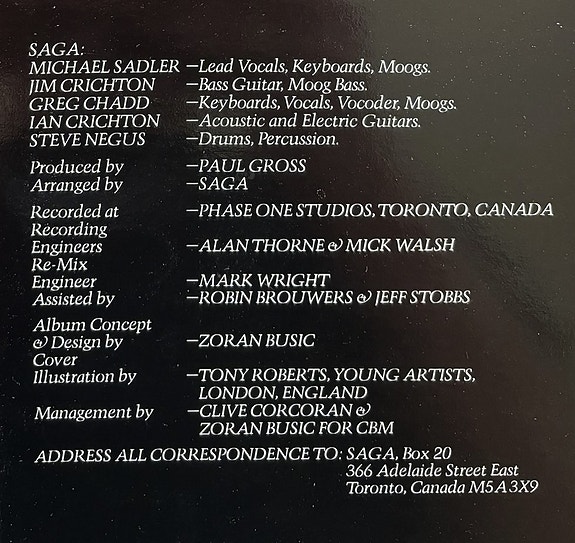 SAGA:
MICHAEL SADLER —Lead Vocals, Keyboards, Moogs.
JIM CRICHTON —Bass Guitar, Moog Bass.
GREG CHADD —Keyboards, Vocals, Vocoder, Moogs.
IAN CRICHTON —Acoustic and Electric Guitars.
STEVE NEGUS —Drums, Percussion.
Produced by —PAUL GROSS
Arranged by —SAGA
Recorded at —PHASE ONE STUDIOS, TORONTO, CANADA
Recording
Engineers —ALAN THORNE & MICK WALSH
Re-Mix
Engineer —MARK WRIGHT
Assisted by —ROBIN BROUWERS & JEFF STOBBS
Album Concept
& Design by —ZORAN BUSIC
Cover
Illustration by —TONY ROBERTS, YOUNG ARTISTS,
LONDON, ENGLAND
Management by —CLIVE CORCORAN &
ZORAN BUSIC FOR CBM
ADDRESS ALL CORRESPONDENCE TO: SAGA, Box 20
366 Adelaide Street East
Toronto, Canada M5A 3X9